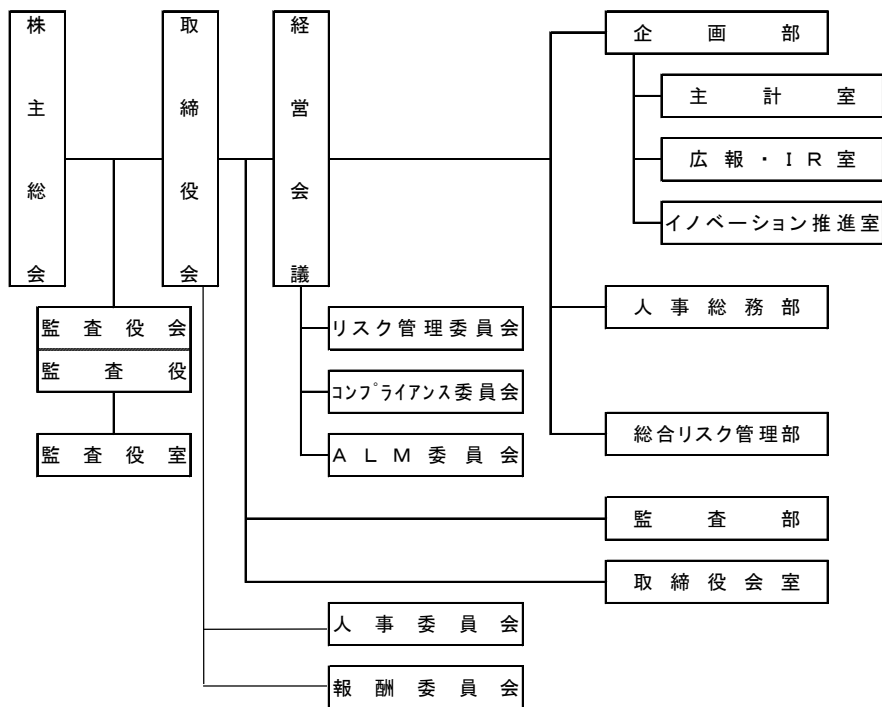 株主総会
取締役会
経営会議
企画部
主計室
広報・ＩＲ室
イノベーション推進室
監査役会
監査役
監査役室
リスク管理委員会
ｺﾝﾌﾟﾗｲｱﾝｽ委員会
ＡＬＭ委員会
人事総務部
総合リスク管理部
監査部
取締役会室
人事委員会
報酬委員会